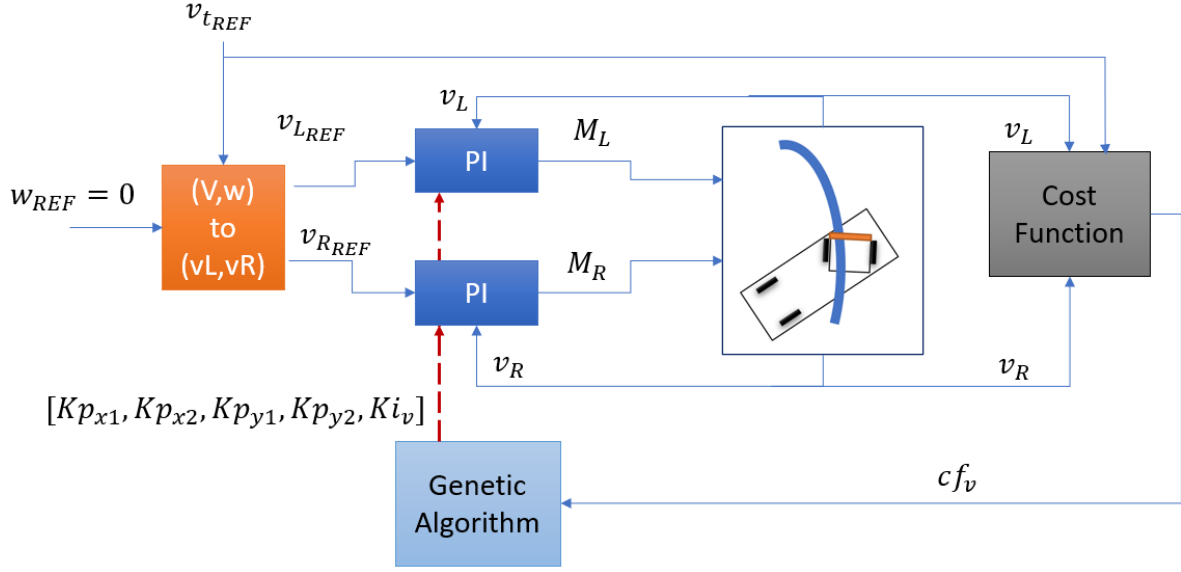 v_{t_{REF}}
v_L
M_L
v_{L_{REF}}
v_L
PI
w_{REF} = 0
(V,w)
to
(vL,vR)
Cost
Function
v_{R_{REF}}
M_R
PI
v_R
v_R
[Kp_{x1}, Kp_{x2}, Kp_{y1}, Kp_{y2}, Ki_v]
Genetic
Algorithm
cf_v